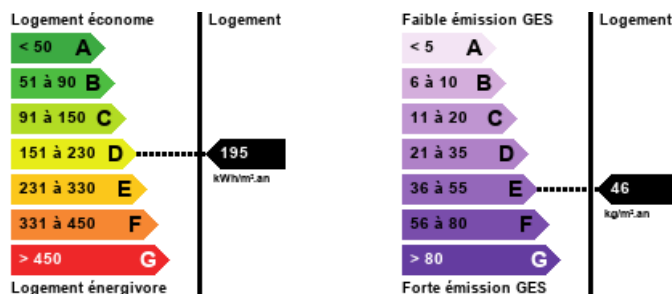 Logement économe
Logement
< 50 A
51 à 90 B
91 à 150 C
151 à 230 D
195
kWh/m².an
231 à 330 E
331 à 450 F
> 450 G
Logement énergivore
Faible émission GES
Logement
< 5 A
6 à 10 B
11 à 20 C
21 à 35 D
36 à 55 E
46
kg/m².an
56 à 80 F
> 80 G
Forte émission GES